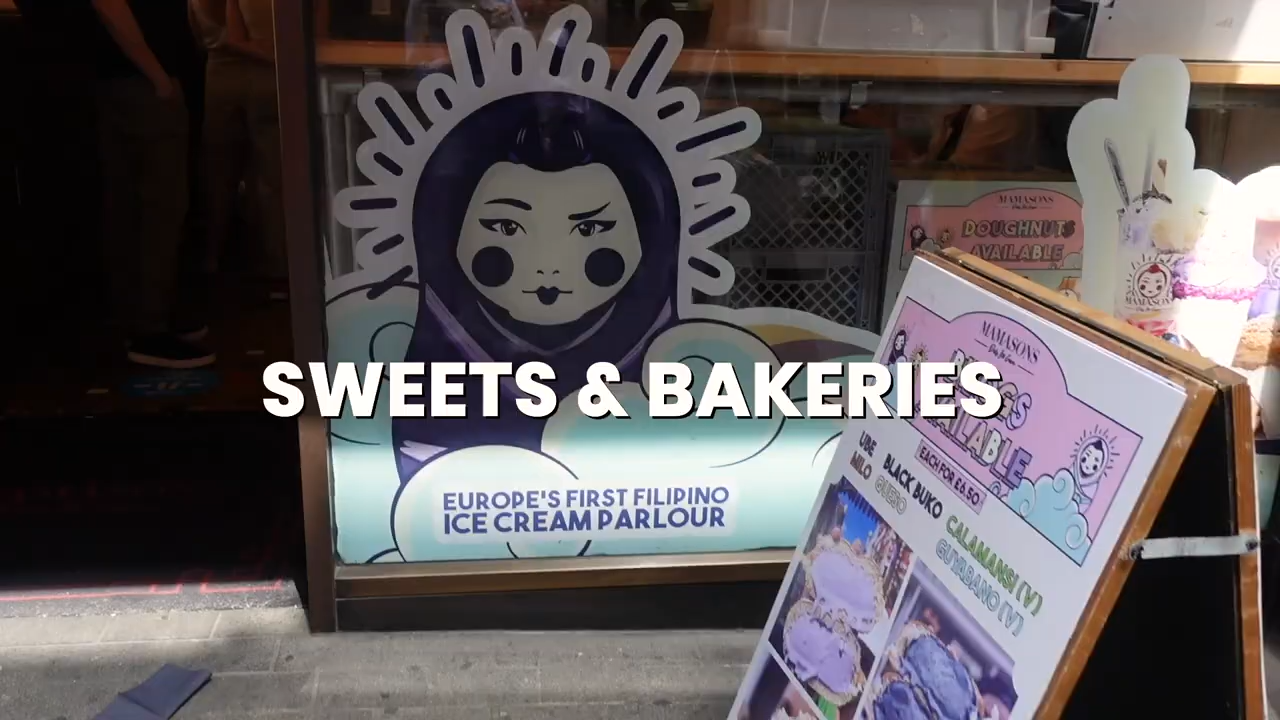 MAMASONS
DOUGHNUTS
AVAILABLE
MAMASONS
AVAILABLE
EACH FOR £6.50
SWEETS & BAKERIES
UBE
BLACK BUKO
CALAMANSI (V)
MILO
QUESO
GUYABANO (V)
MAMASONS
EUROPE'S FIRST FILIPINO
ICE CREAM PARLOUR